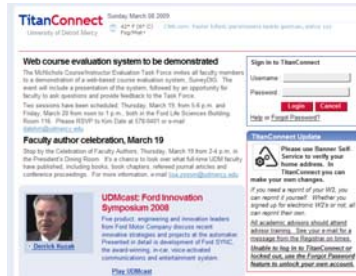 TitanConnect
University of Detroit Mercy
Sunday March 08 2009
Web course evaluation system to be demonstrated
The McNichols Course/Instructor Evaluation Task Force invites all faculty members
to a demonstration of a web-based course evaluation system, SurveyDIG. The
event will include a presentation of the system, followed by an opportunity for
faculty to ask questions and provide feedback to the Task Force.
Two sessions have been scheduled: Thursday, March 19, from 5-6 p.m. and
Friday, March 20 from noon to 1 p.m., both in the Ford Life Sciences Building,
Room 116. Please RSVP to Kim Date at 578-0401 or e-mail
Faculty author celebration, March 19
Stop by the Celebration of Faculty Authors, Thursday, March 19 from 2-4 p.m. in
the President's Dining Room. It's a chance to look over what full-time UDM faculty
have published, including books, book chapters, refereed journal articles and
conference proceedings. For more information, e-mail
UDMcast: Ford Innovation
Symposium 2008
Five product, engineering and innovation leaders
from Ford Motor Company discuss recent
innovative strategies and projects at the automaker.
Presented in detail is development of Ford SYNC,
the award-winning, in-car, voice-activated
communications and entertainment system.
Derrick Kuzak
Play UDMcast
Sign in to TitanConnect
Username
Password
Login Cancel
Help or Forgot Password?
TitanConnect Update
Please use Banner Self-
Service to verify your
home address. In
TitanConnect you can
make your own changes.
If you need a reprint of your W2, you
can reprint it yourself. Whether you
signed up for electronic W2's or not, all
can reprint their own.
All academic advisors should attend
advisor training. See your e-mail for a
message from the Registrar on times.
Unable to log in to TitanConnect or
locked out, use the Forgot Password
feature to unlock your own account.